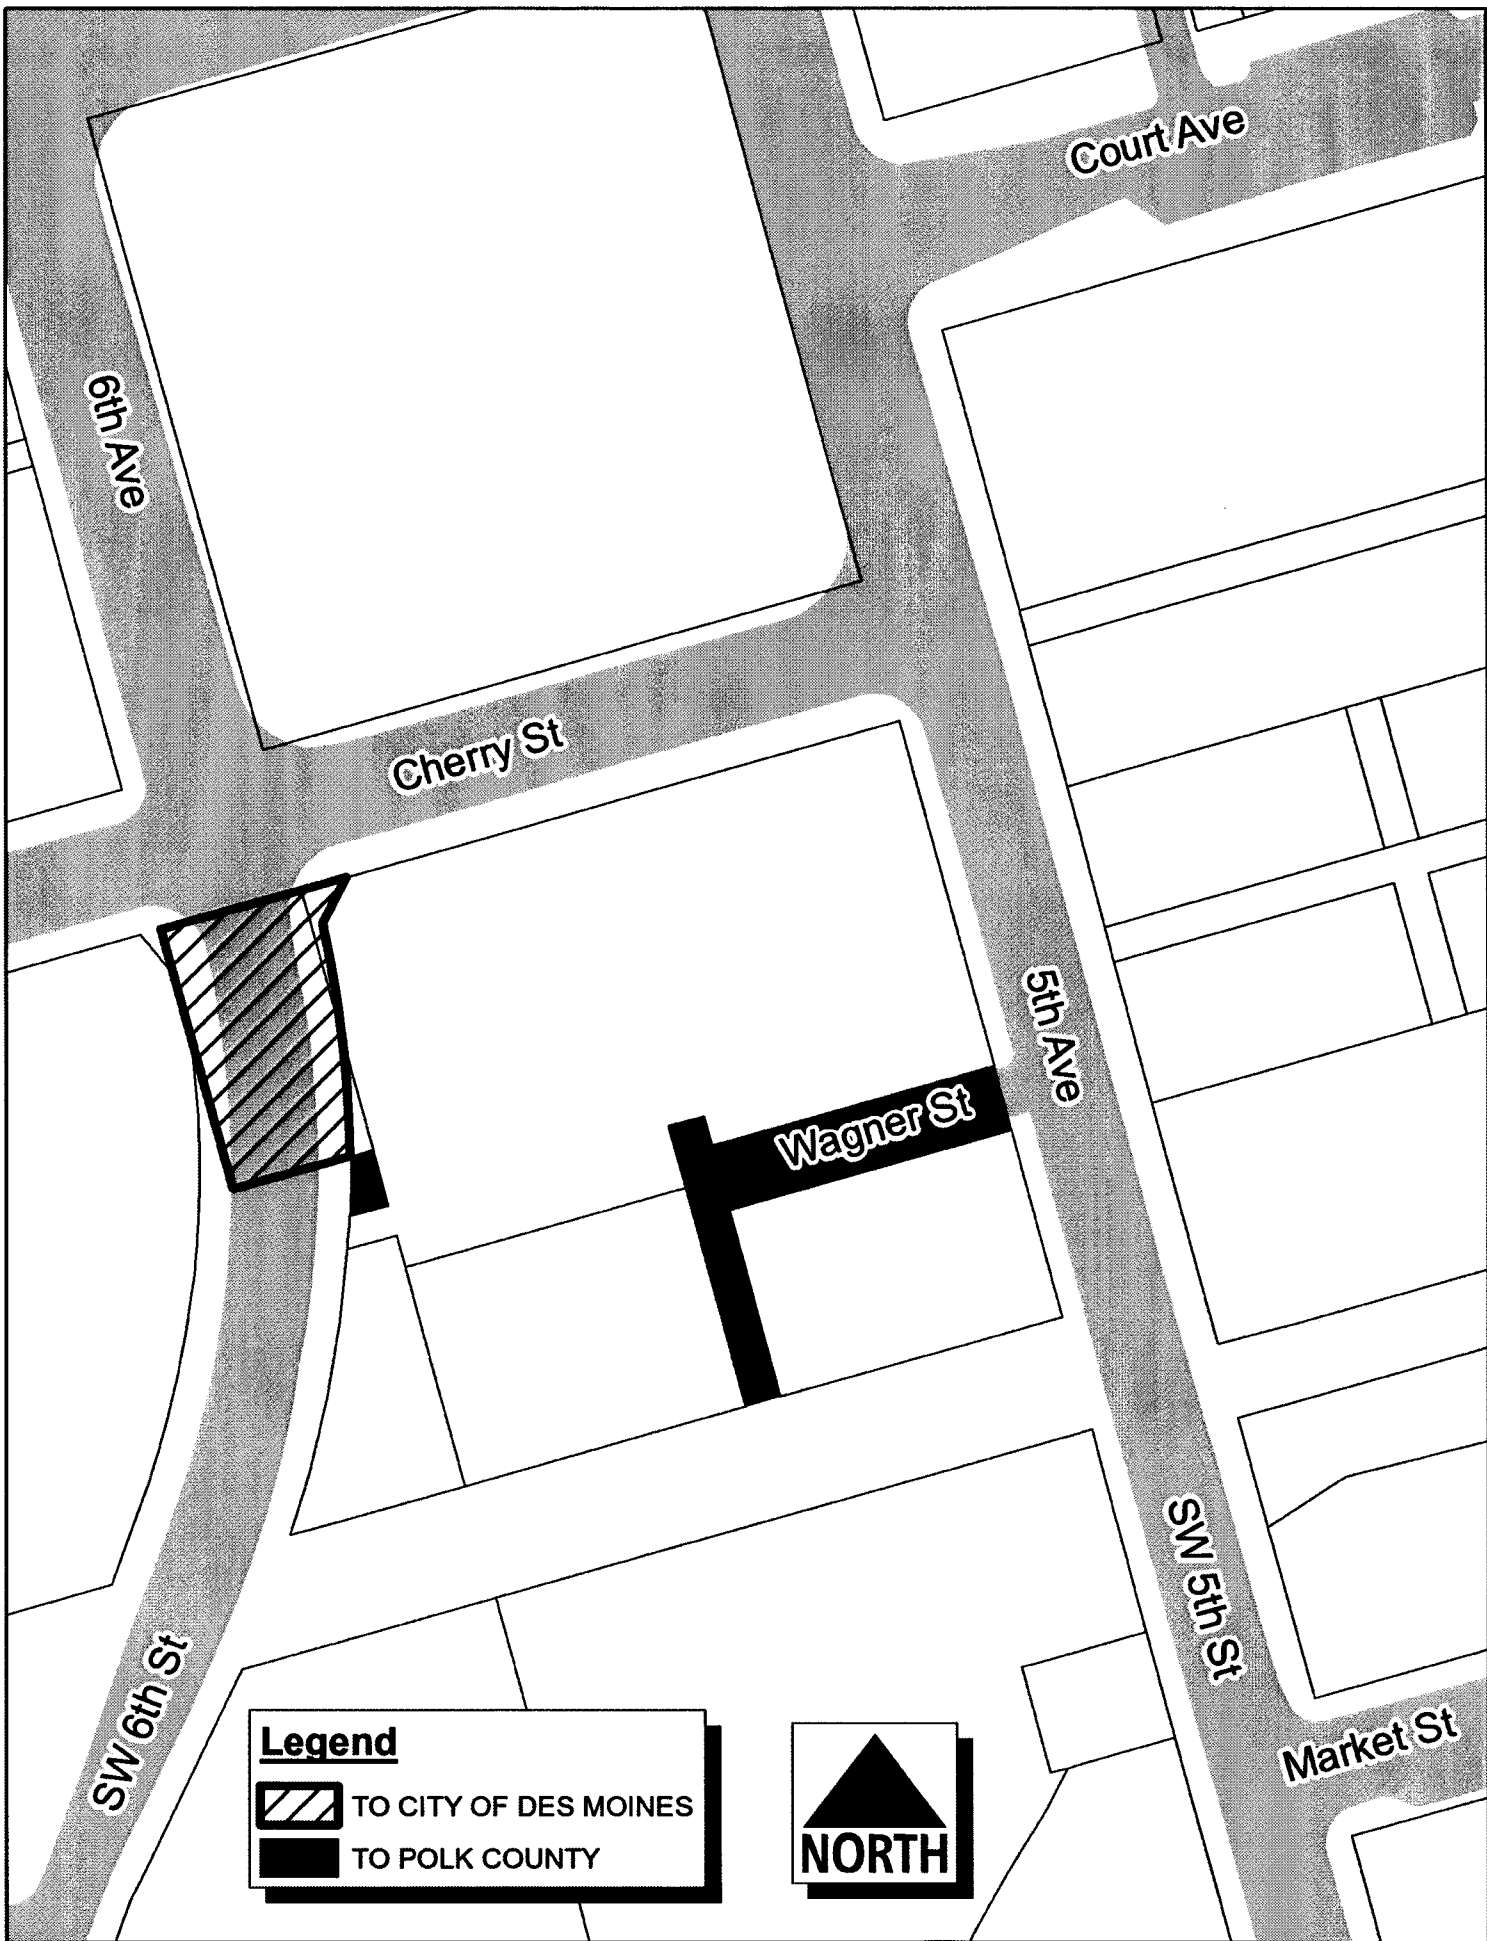 Court Ave
6th Ave
Cherry St
5th Ave
Wagner St
SW 5th St
SW 6th St
Market St
Legend
TO CITY OF DES MOINES
TO POLK COUNTY
NORTH